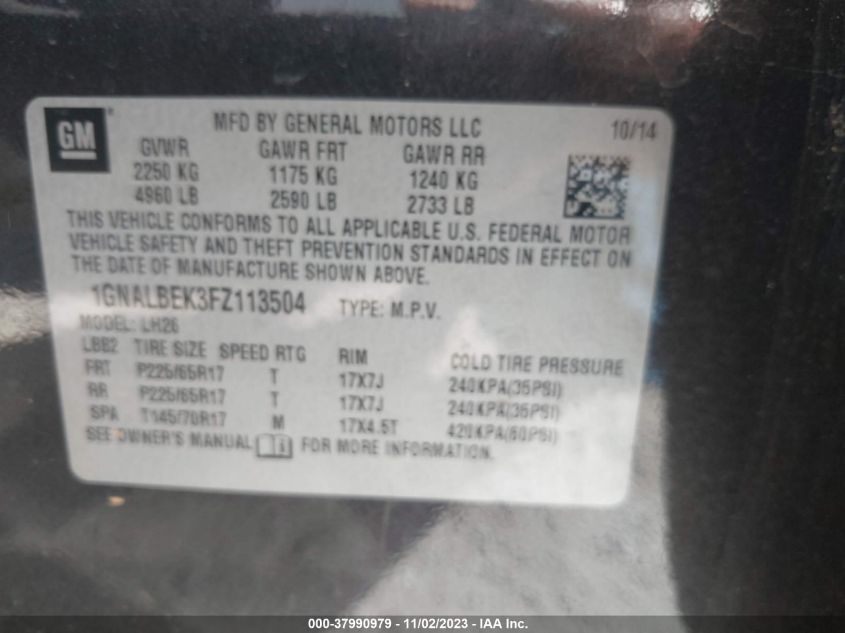 GM
MFD BY GENERAL MOTORS LLC 10/14
GVWR GAWR FRT GAWR RR
2250 KG 1175 KG 1240 KG
4960 LB 2590 LB 2733 LB
THIS VEHICLE CONFORMS TO ALL APPLICABLE U.S. FEDERAL MOTOR
VEHICLE SAFETY AND THEFT PREVENTION STANDARDS IN EFFECT ON
THE DATE OF MANUFACTURE SHOWN ABOVE.
1GNALBEK3FZ113504 TYPE: M.P.V.
MODEL: LH26
LBB2 TIRE SIZE SPEED RTG RIM COLD TIRE PRESSURE
FRT P225/65R17 T 17X7J 240KPA(35PSI)
RR P225/65R17 T 17X7J 240KPA(35PSI)
SPA T145/70R17 M 17X4.5T 420KPA(60PSI)
SEE OWNER'S MANUAL FOR MORE INFORMATION.
000-37990979 - 11/02/2023 - IAA Inc.